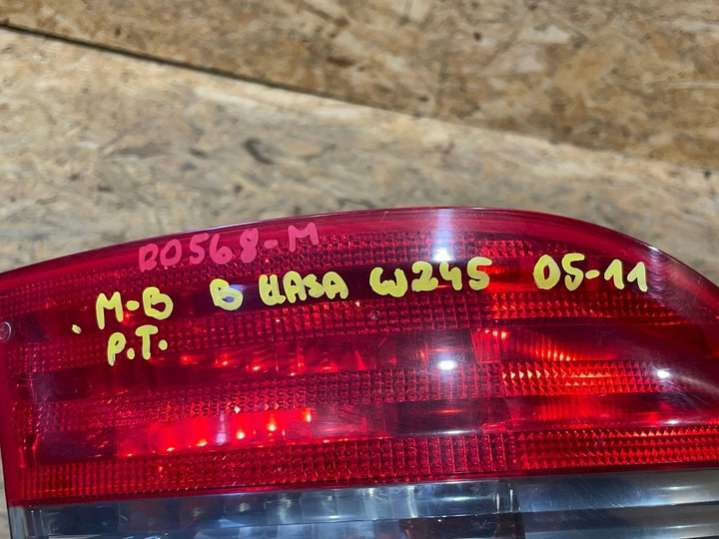 D0568-M
M-B B KLASA W245 05-11
P.T.